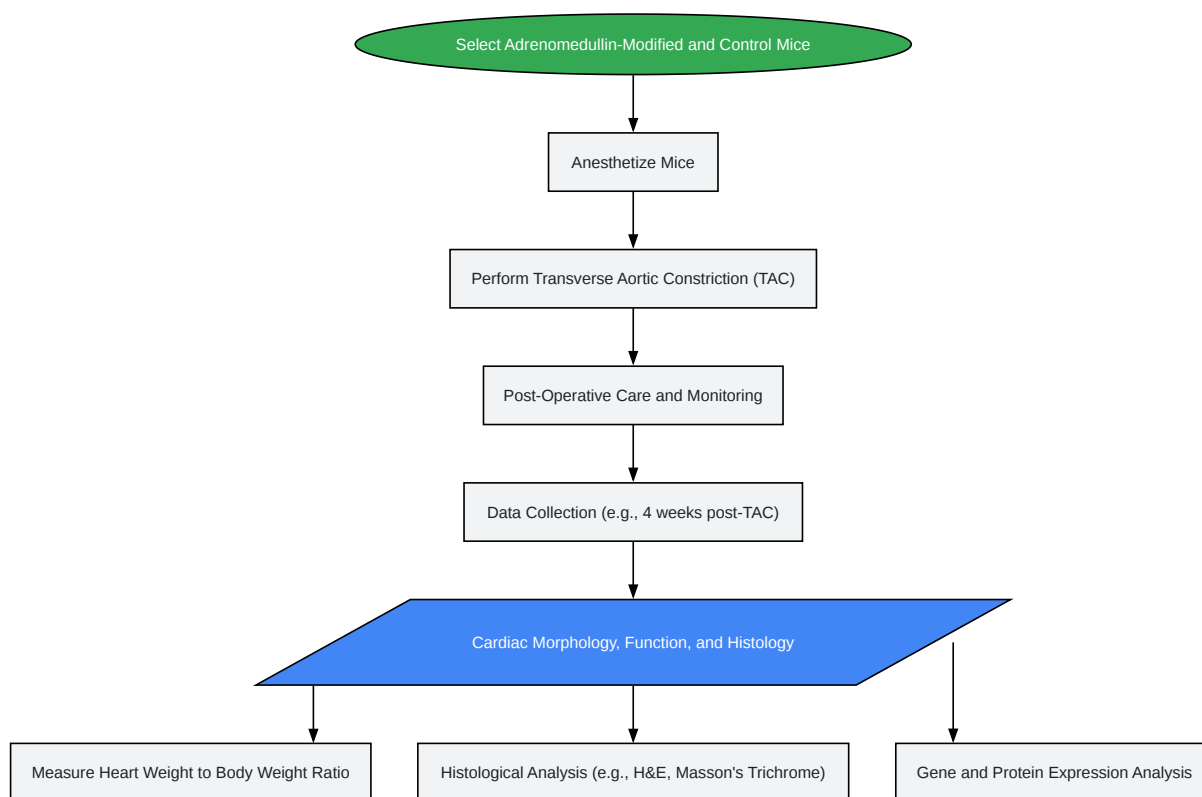 Select Adrenomedullin-Modified and Control Mice
Anesthetize Mice
Perform Transverse Aortic Constriction (TAC)
Post-Operative Care and Monitoring
Data Collection (e.g., 4 weeks post-TAC)
Cardiac Morphology, Function, and Histology
Measure Heart Weight to Body Weight Ratio
Histological Analysis (e.g., H&E, Masson's Trichrome)
Gene and Protein Expression Analysis